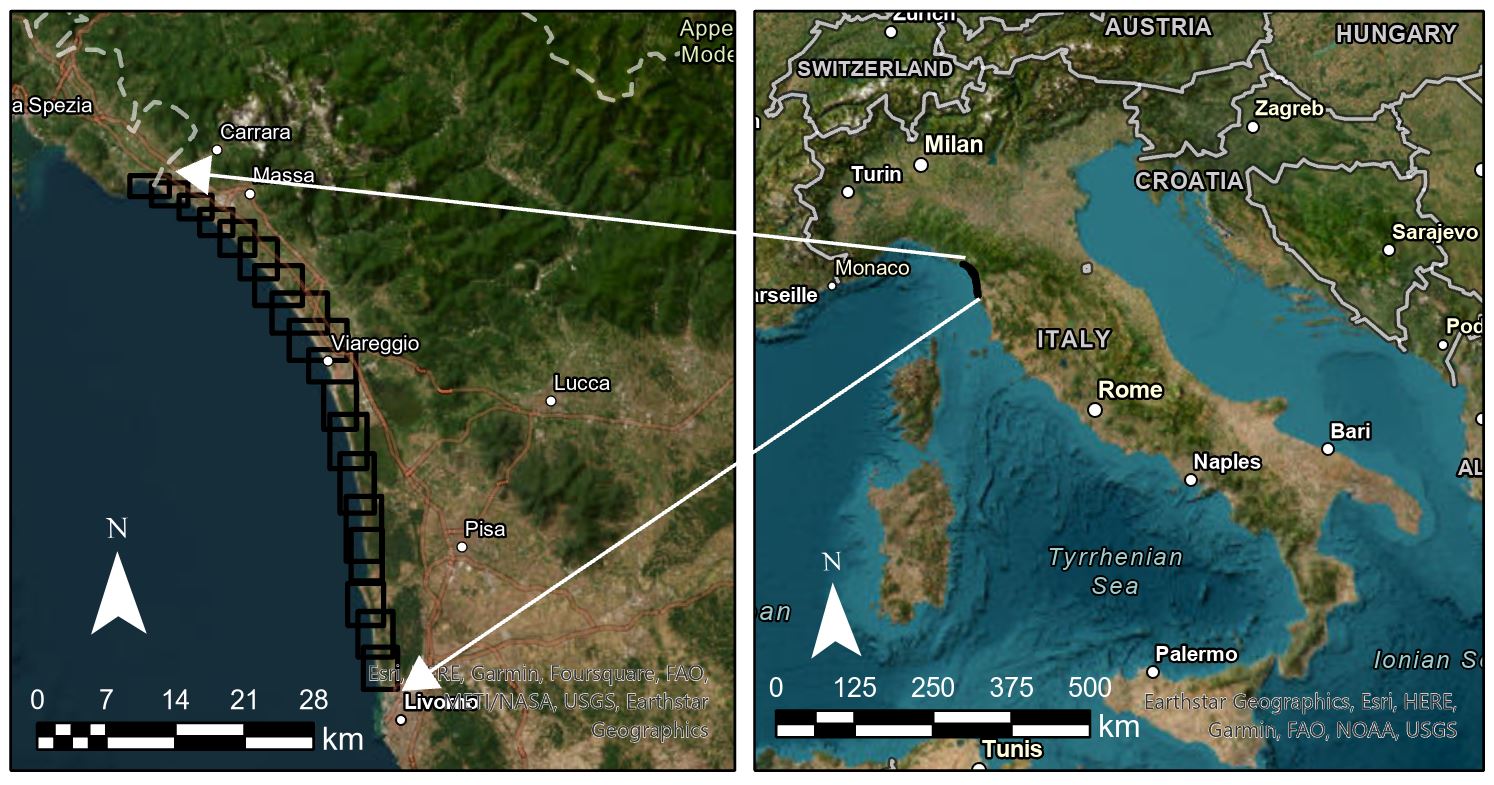 Appe
Mode
a Spezia
Carrara
Massa
Viareggio
Lucca
Pisa
N
Esri, HERE, Garmin, Foursquare, FAO,
METI/NASA, USGS, Earthstar
Geographics
Livorno
0 7 14 21 28
km
Zurich
AUSTRIA
HUNGARY
SWITZERLAND
Zagreb
Milan
Turin
CROATIA
Sarajevo
Monaco
arseille
Pod
ITALY
Rome
Bari
Naples
AL
Tyrrhenian
Sea
N
ean
Palermo
Ionian Se
0 125 250 375 500
km
Earthstar Geographics, Esri, HERE,
Garmin, FAO, NOAA, USGS
Tunis